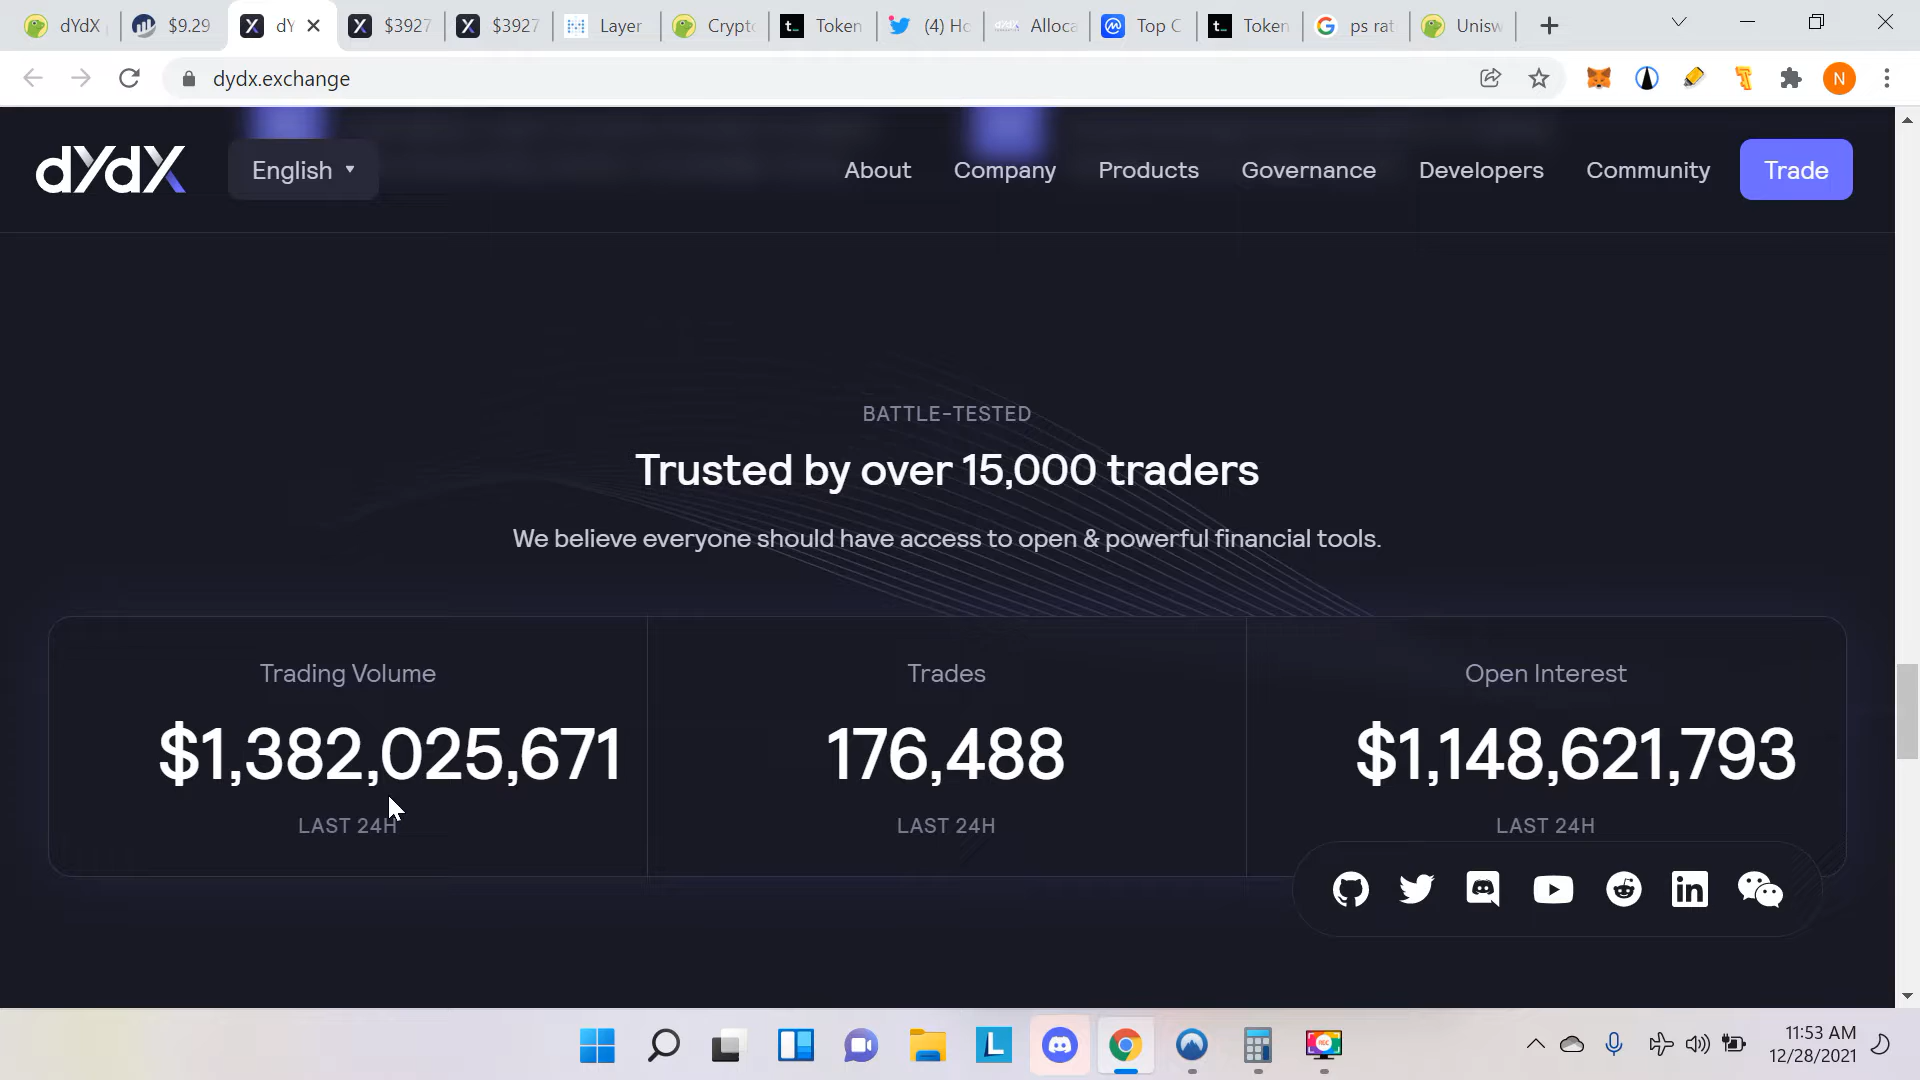 dYdX $9.29 dY $3927 $3927 Layer Crypto Token (4) Ho Alloca Top C Token ps rat Unisw
dydx.exchange
N
dYdX English About Company Products Governance Developers Community Trade
BATTLE-TESTED
Trusted by over 15,000 traders
We believe everyone should have access to open & powerful financial tools.
Trading Volume Trades Open Interest
$1,382,025,671 176,488 $1,148,621,793
LAST 24H LAST 24H LAST 24H
11:53 AM
12/28/2021